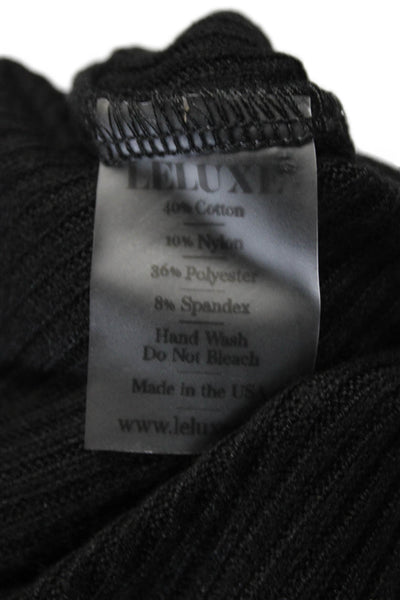 LELUXE
40% Cotton
10% Nylon
36% Polyester
8% Spandex
Hand Wash
Do Not Bleach
Made in the USA
www.lelux